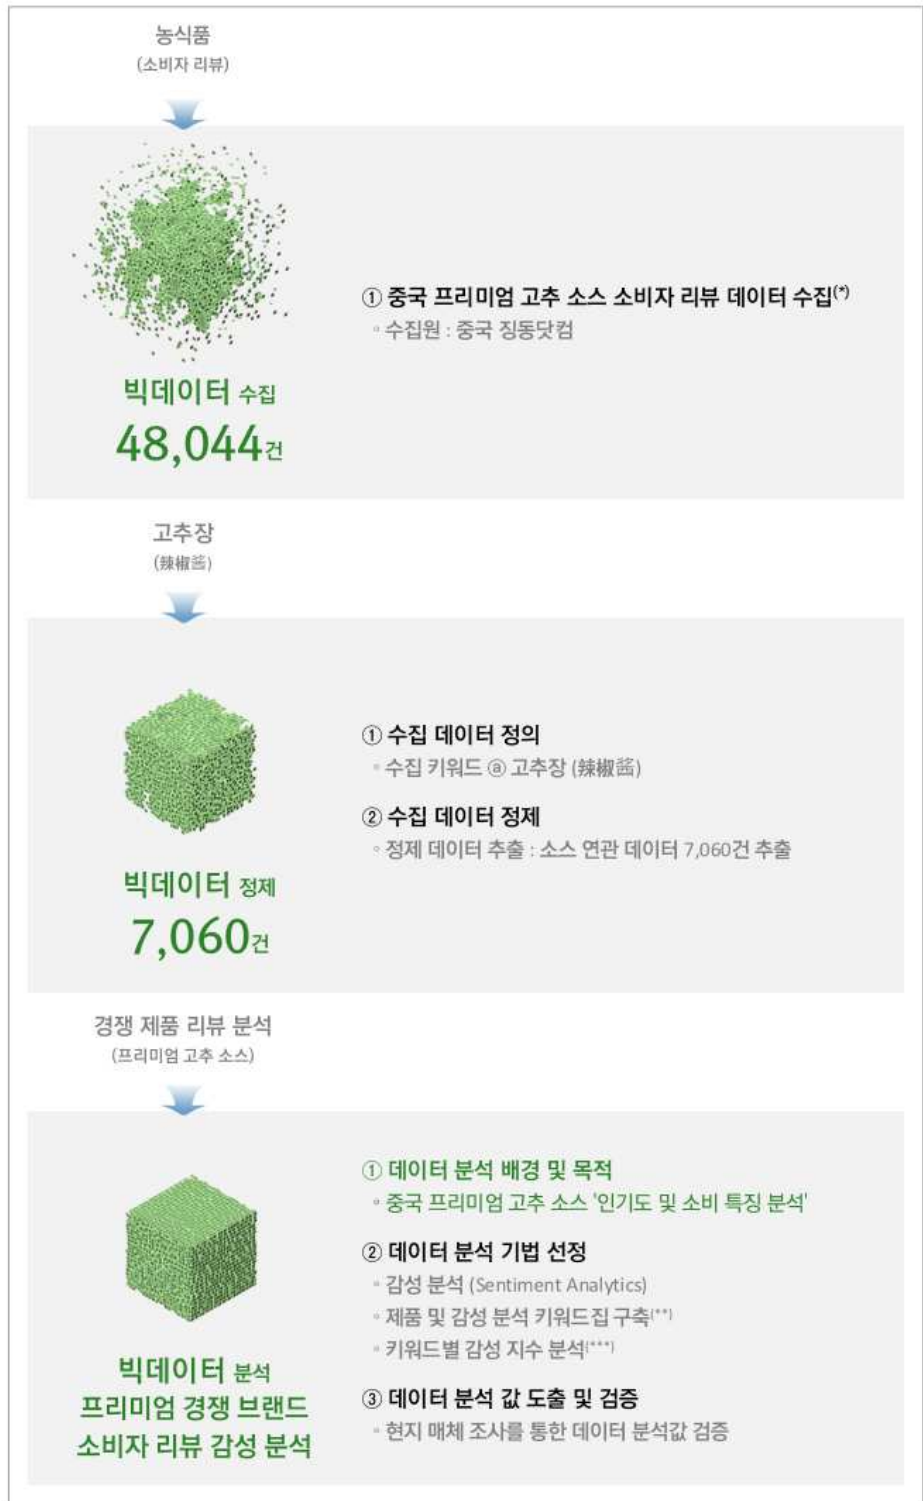 농식품
(소비자 리뷰)
빅데이터 수집
48,044건
① 중국 프리미엄 고추 소스 소비자 리뷰 데이터 수집(*)
◦ 수집원 : 중국 징동닷컴
고추장
(辣椒酱)
빅데이터 정제
7,060건
① 수집 데이터 정의
◦ 수집 키워드 ⓐ 고추장 (辣椒酱)
② 수집 데이터 정제
◦ 정제 데이터 추출 : 소스 연관 데이터 7,060건 추출
경쟁 제품 리뷰 분석
(프리미엄 고추 소스)
빅데이터 분석
프리미엄 경쟁 브랜드
소비자 리뷰 감성 분석
① 데이터 분석 배경 및 목적
◦ 중국 프리미엄 고추 소스 '인기도 및 소비 특징 분석'
② 데이터 분석 기법 선정
◦ 감성 분석 (Sentiment Analytics)
◦ 제품 및 감성 분석 키워드집 구축(**)
◦ 키워드별 감성 지수 분석(***)
③ 데이터 분석 값 도출 및 검증
◦ 현지 매체 조사를 통한 데이터 분석값 검증